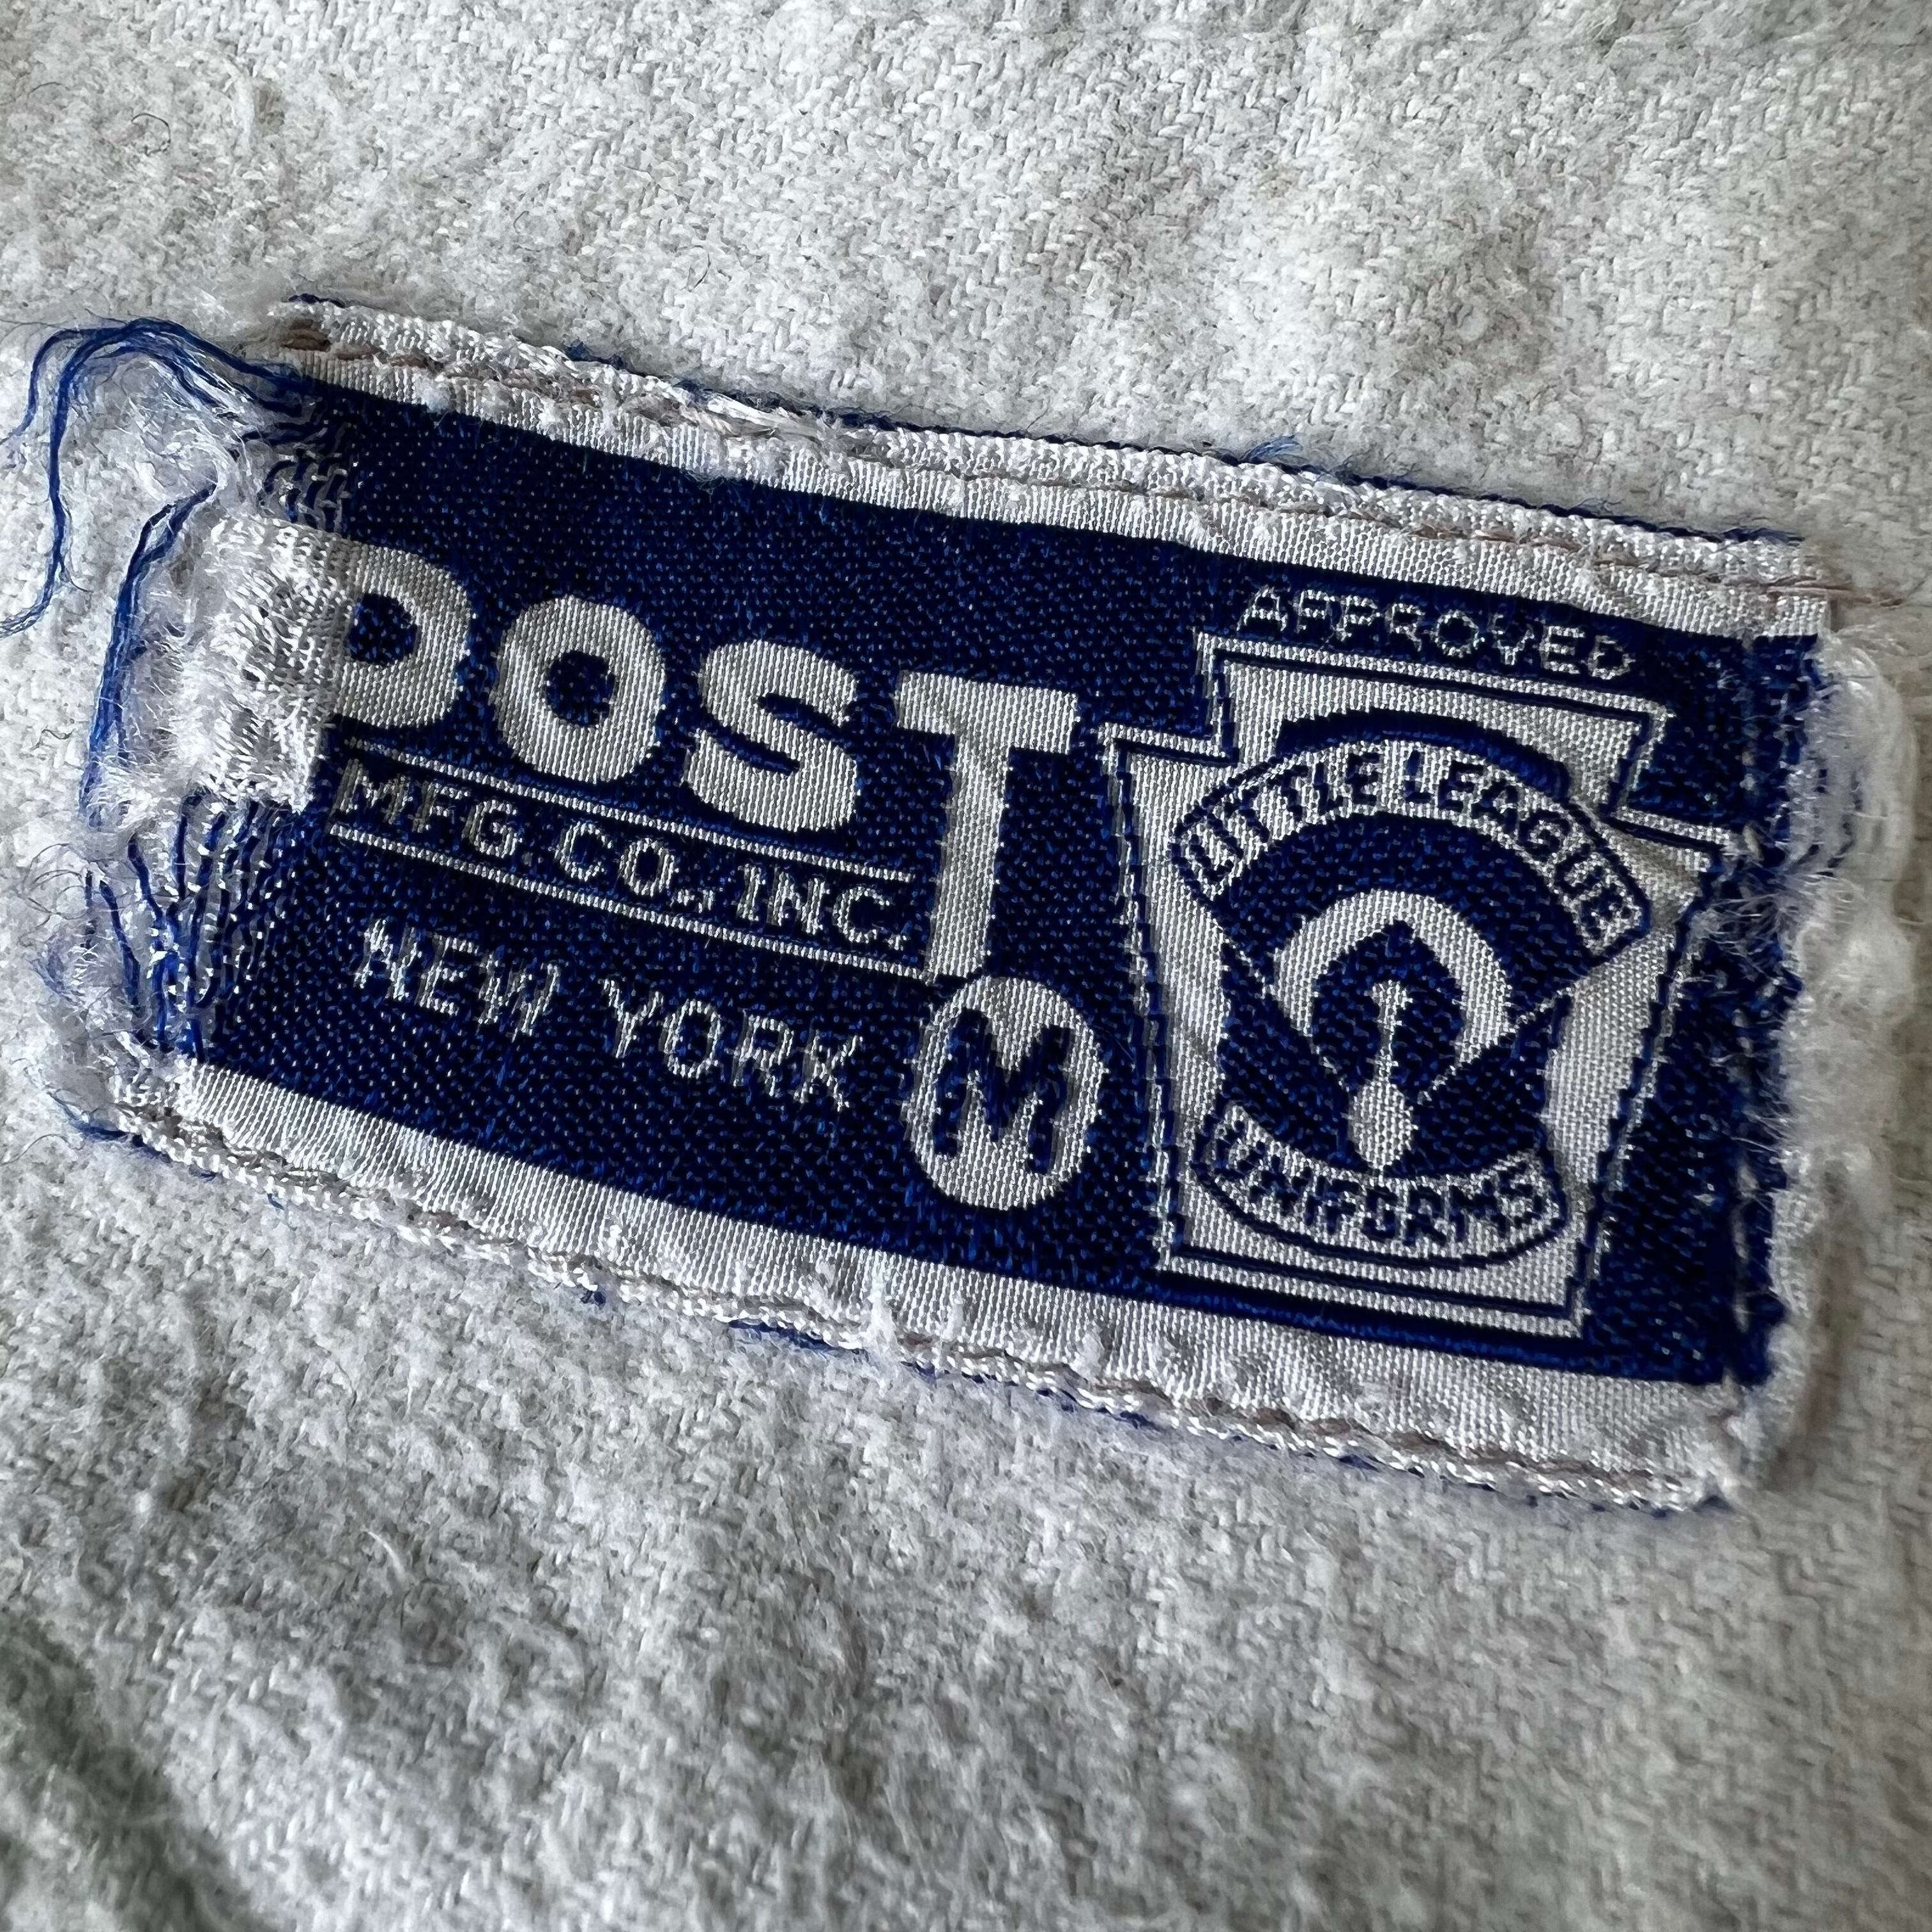 POST
MFG. CO., INC.
NEW YORK
M
APPROVED
LITTLE LEAGUE
UNIFORMS